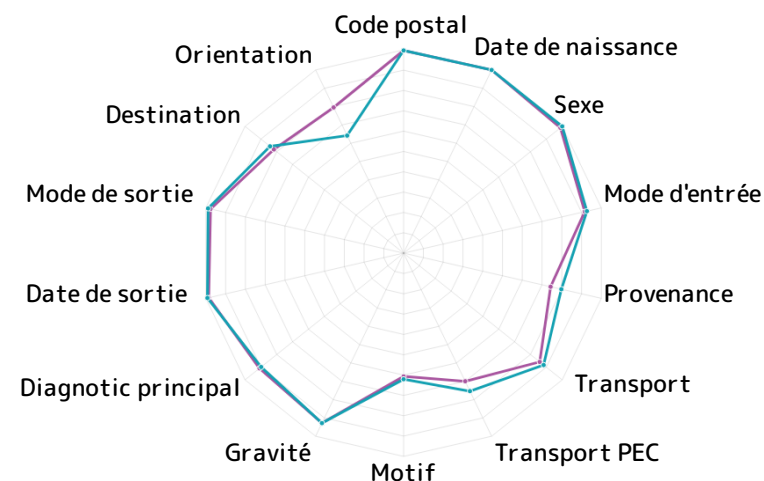 Code postal
Orientation
Date de naissance
Destination
Sexe
Mode de sortie
Mode d'entrée
Date de sortie
Provenance
Diagnotic principal
Transport
Gravité
Transport PEC
Motif